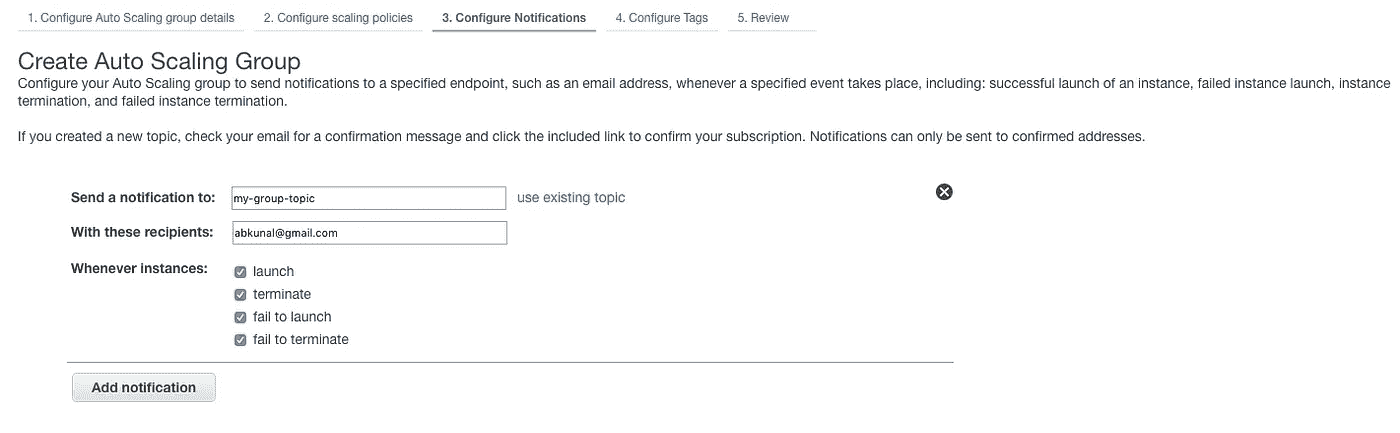 1. Configure Auto Scaling group details 2. Configure scaling policies 3. Configure Notifications 4. Configure Tags 5. Review
Create Auto Scaling Group
Configure your Auto Scaling group to send notifications to a specified endpoint, such as an email address, whenever a specified event takes place, including: successful launch of an instance, failed instance launch, instance
termination, and failed instance termination.
If you created a new topic, check your email for a confirmation message and click the included link to confirm your subscription. Notifications can only be sent to confirmed addresses.
Send a notification to: my-group-topic use existing topic
With these recipients: abkunal@gmail.com
Whenever instances: launch
terminate
fail to launch
fail to terminate
Add notification